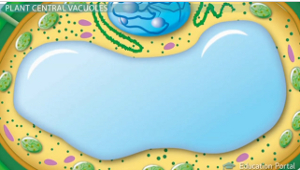 PLANT CENTRAL VACUOLES
Education Portal